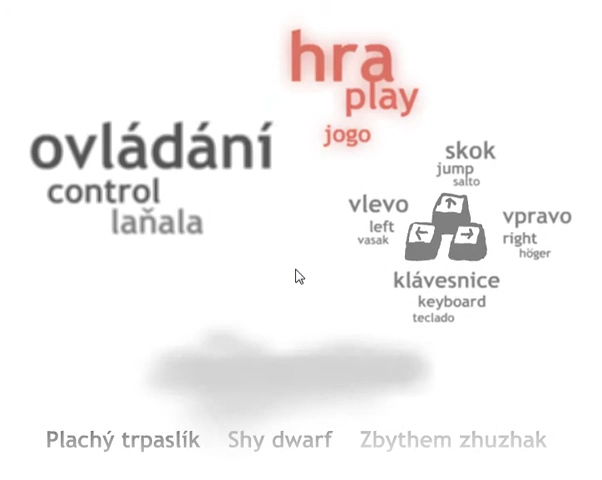 hra
play
jogo
ovládání
control
laňala
skok
jump
salto
vlevo
left
vasak
vpravo
right
höger
klávesnice
keyboard
teclado
Plachý trpaslík Shy dwarf Zbythem zhuzhak